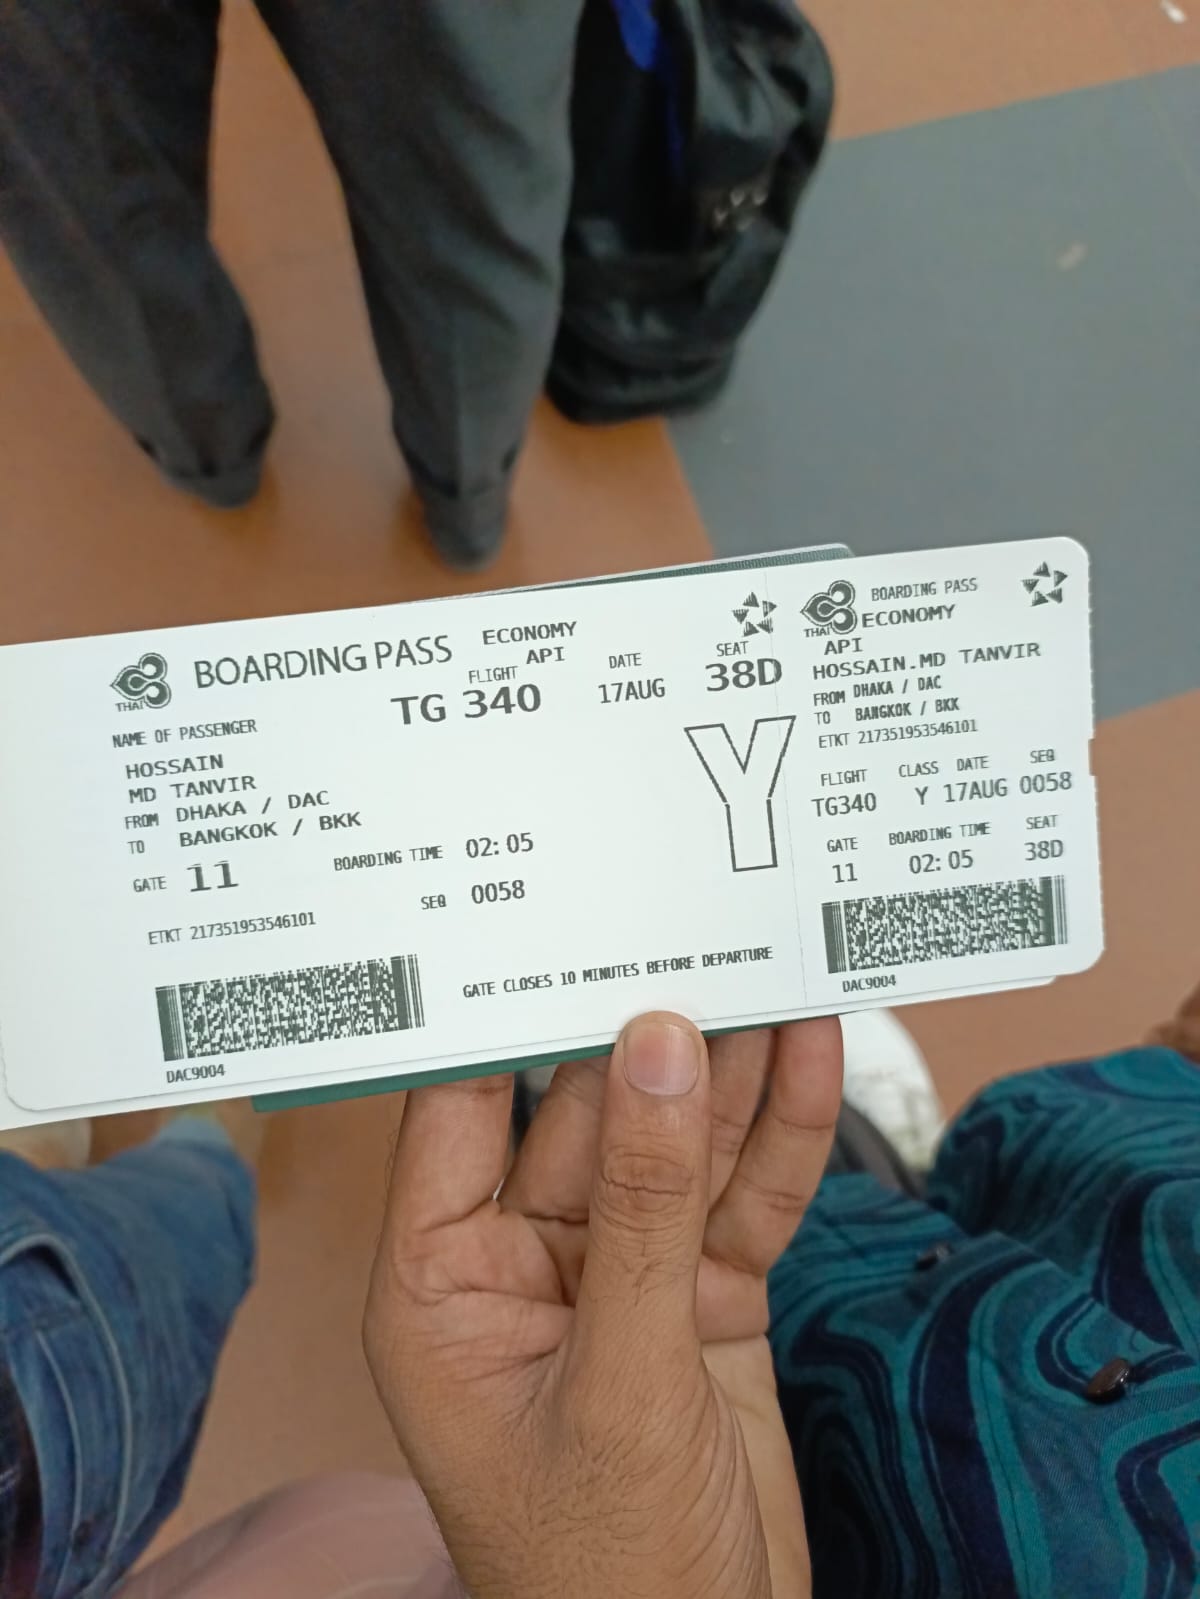 THAI
BOARDING PASS
ECONOMY
API
NAME OF PASSENGER
FLIGHT
DATE
SEAT
TG 340
17AUG
38D
HOSSAIN
MD TANVIR
FROM DHAKA / DAC
TO BANGKOK / BKK
Y
GATE 11
BOARDING TIME 02:05
SEQ 0058
ETKT 217351953546101
GATE CLOSES 10 MINUTES BEFORE DEPARTURE
DAC9004
THAI
BOARDING PASS
ECONOMY
API
HOSSAIN.MD TANVIR
FROM DHAKA / DAC
TO BANGKOK / BKK
ETKT 217351953546101
FLIGHT CLASS DATE SEQ
TG340 Y 17AUG 0058
GATE BOARDING TIME SEAT
11 02:05 38D
DAC9004